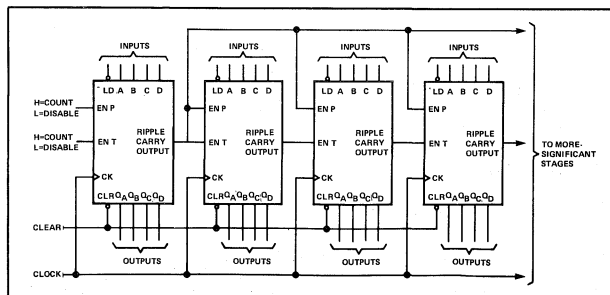 INPUTS INPUTS INPUTS INPUTS
LD A B C D LD A B C D LD A B C D LD A B C D
H=COUNT
L=DISABLE
EN P EN P EN P EN P
H=COUNT
L=DISABLE
EN T RIPPLE CARRY OUTPUT
EN T RIPPLE CARRY OUTPUT
EN T RIPPLE CARRY OUTPUT
EN T RIPPLE CARRY OUTPUT
TO MORE-
SIGNIFICANT
STAGES
CK CK CK CK
CLR QA QB QC QD CLR QA QB QC QD CLR QA QB QC QD CLR QA QB QC QD
CLEAR
OUTPUTS OUTPUTS OUTPUTS OUTPUTS
CLOCK